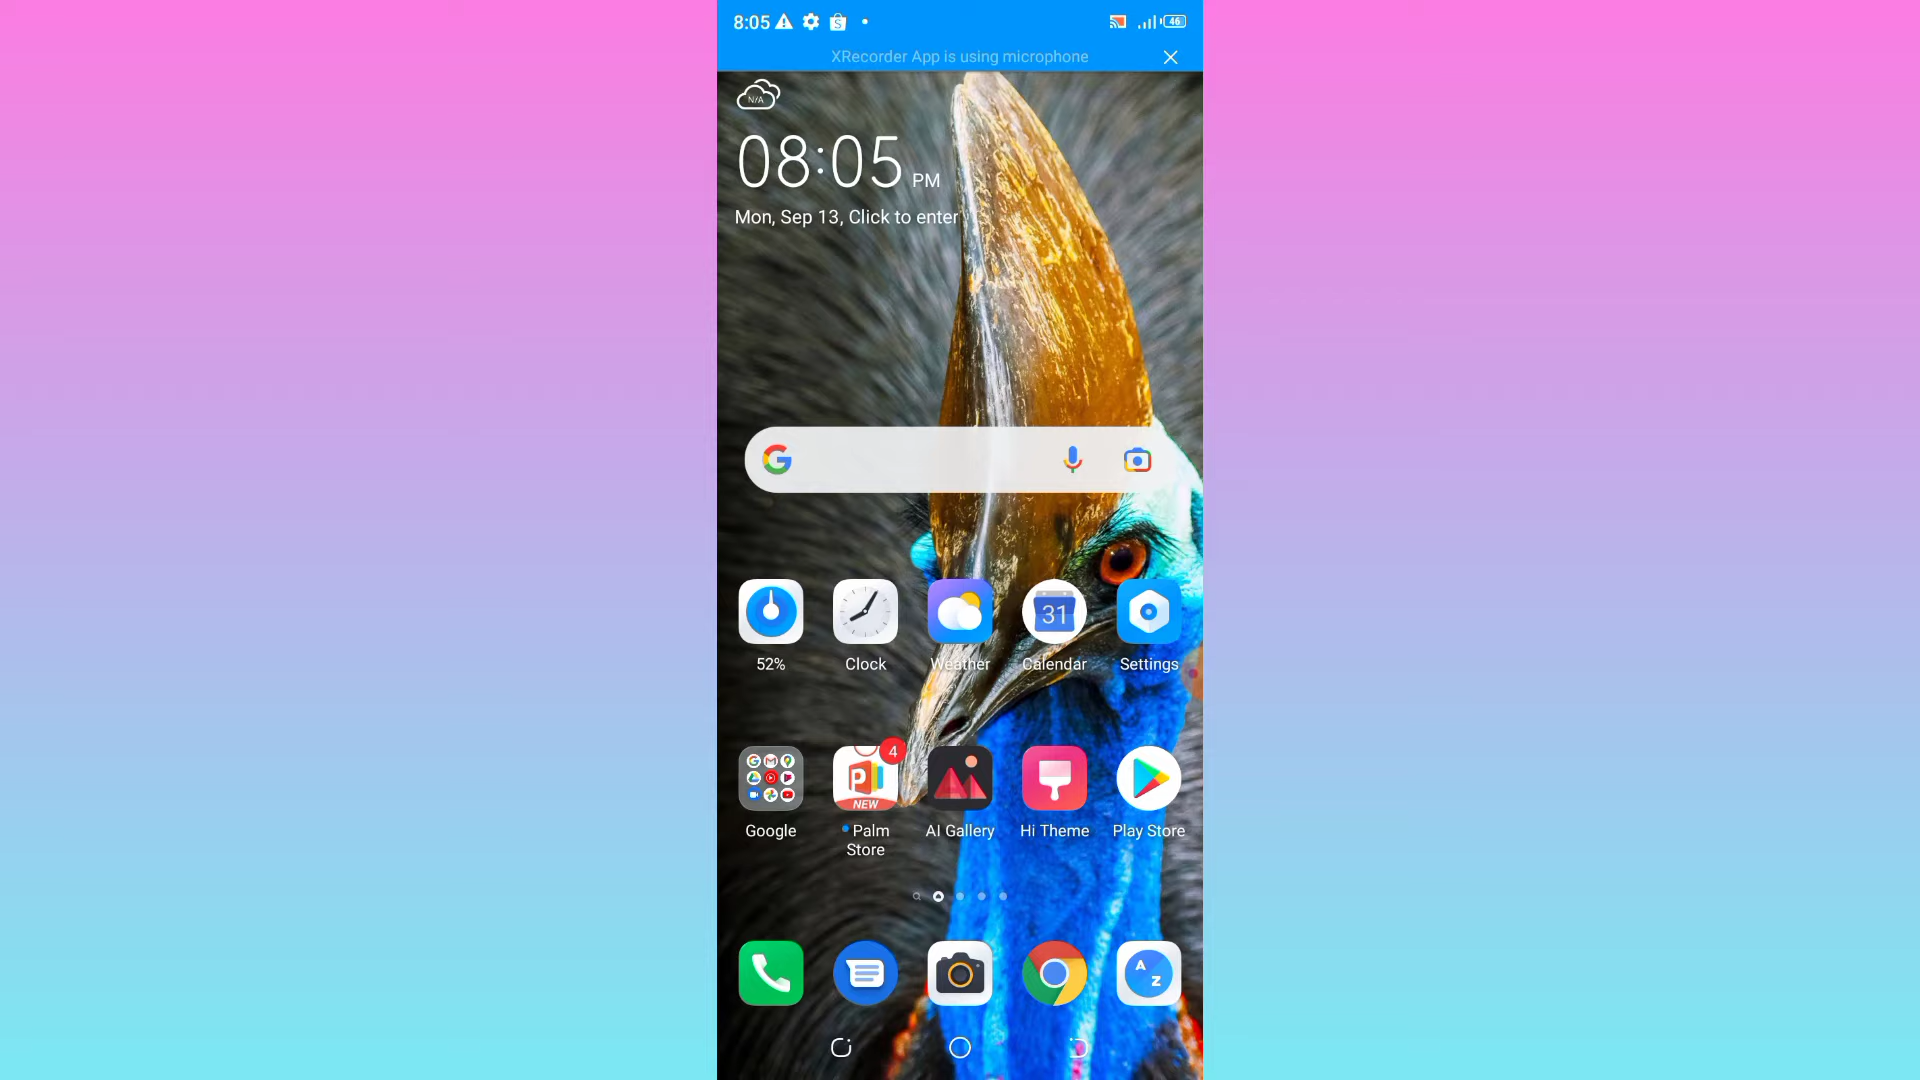 8:05
46
XRecorder App is using microphone
N/A
08:05 PM
Mon, Sep 13, Click to enter
31
52%
Clock
Weather
Calendar
Settings
4
P
NEW
Google
Palm
Store
AI Gallery
Hi Theme
Play Store
A
Z